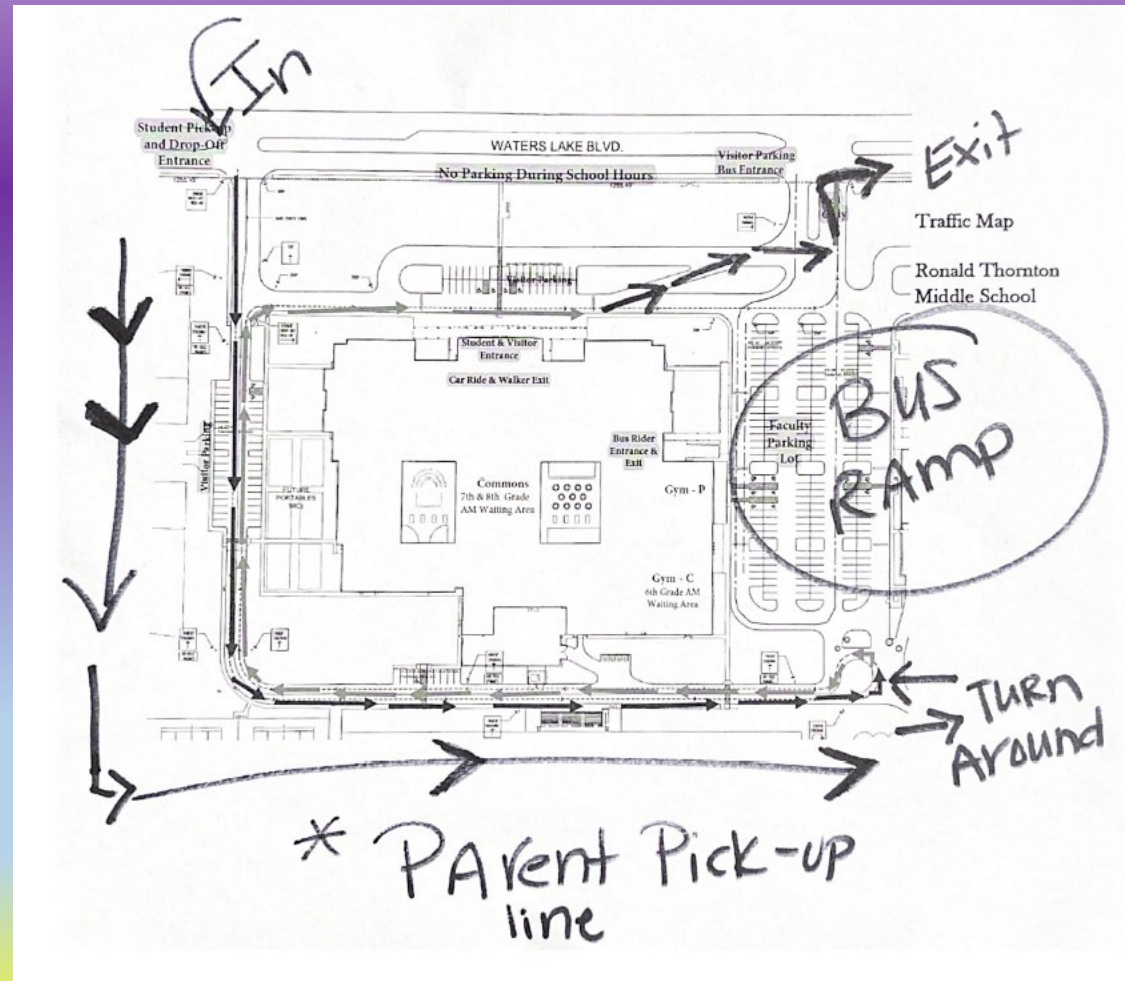 In
Student Pick-up
and Drop-Off
Entrance
WATERS LAKE BLVD.
No Parking During School Hours
Visitor Parking
Bus Entrance
Exit
Traffic Map
Ronald Thornton
Middle School
Visitor Parking
Student & Visitor
Entrance
Car Ride & Walker Exit
Visitor Parking
FUTURE
PORTABLES
Commons
7th & 8th Grade
AM Waiting Area
Bus Rider
Entrance &
Exit
Gym - P
Gym - C
6th Grade AM
Waiting Area
Faculty
Parking
Lot
BUS
RAMP
TURN
Around
* PArent Pick-up
line